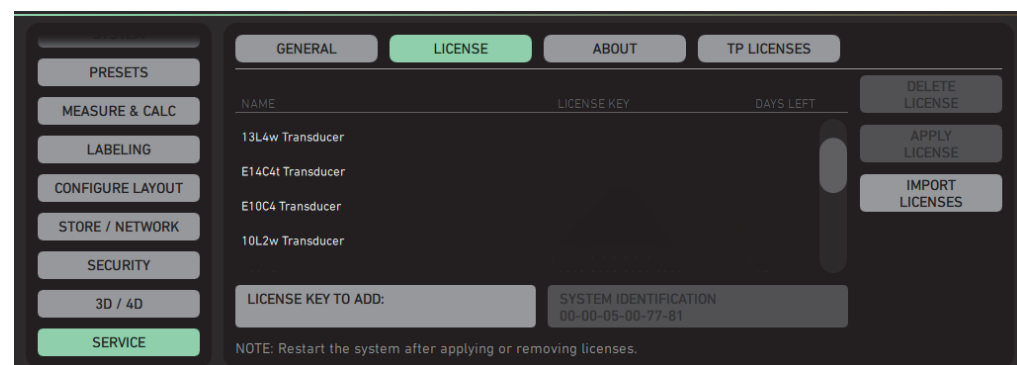 GENERAL
LICENSE
ABOUT
TP LICENSES
PRESETS
MEASURE & CALC
LABELING
CONFIGURE LAYOUT
STORE / NETWORK
SECURITY
3D / 4D
SERVICE
NAME
LICENSE KEY
DAYS LEFT
13L4w Transducer
E14C4t Transducer
E10C4 Transducer
10L2w Transducer
DELETE
LICENSE
APPLY
LICENSE
IMPORT
LICENSES
LICENSE KEY TO ADD:
SYSTEM IDENTIFICATION
00-00-05-00-77-81
NOTE: Restart the system after applying or removing licenses.